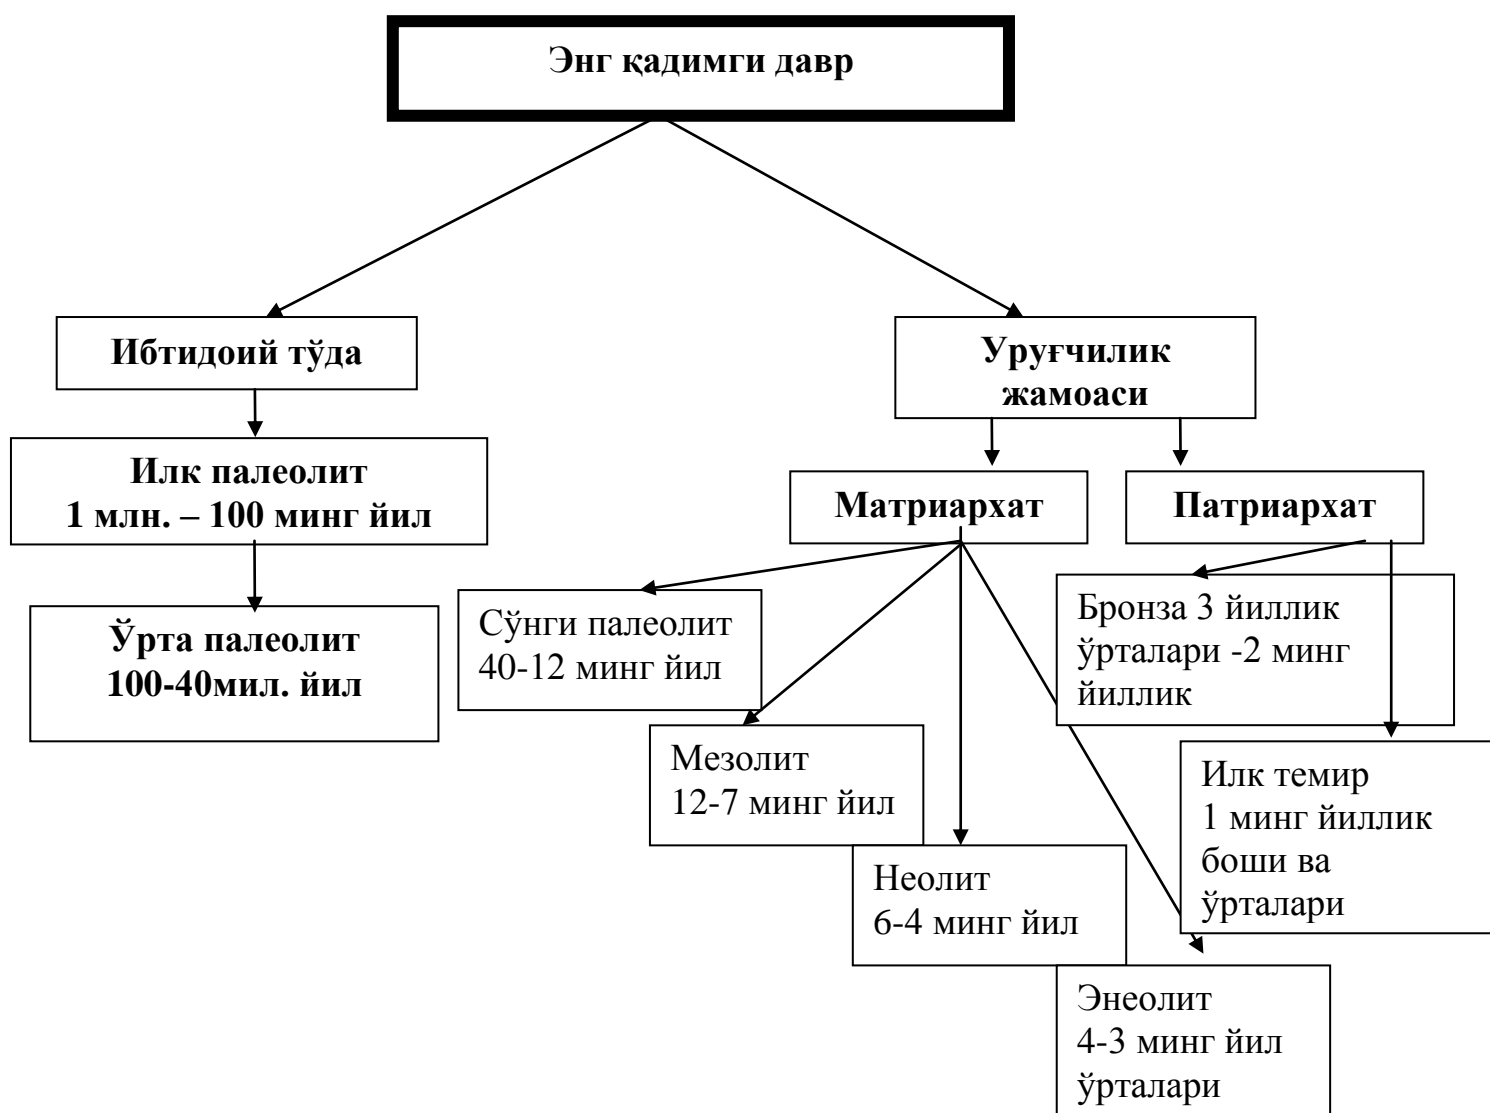 Энг қадимги давр
Ибтидоий тўда
Уруғчилик
жамоаси
Илк палеолит
1 млн. – 100 минг йил
Матриархат
Патриархат
Ўрта палеолит
100-40мил. йил
Сўнги палеолит
40-12 минг йил
Бронза 3 йиллик
ўрталари -2 минг
йиллик
Мезолит
12-7 минг йил
Илк темир
1 минг йиллик
боши ва
ўрталари
Неолит
6-4 минг йил
Энеолит
4-3 минг йил
ўрталари